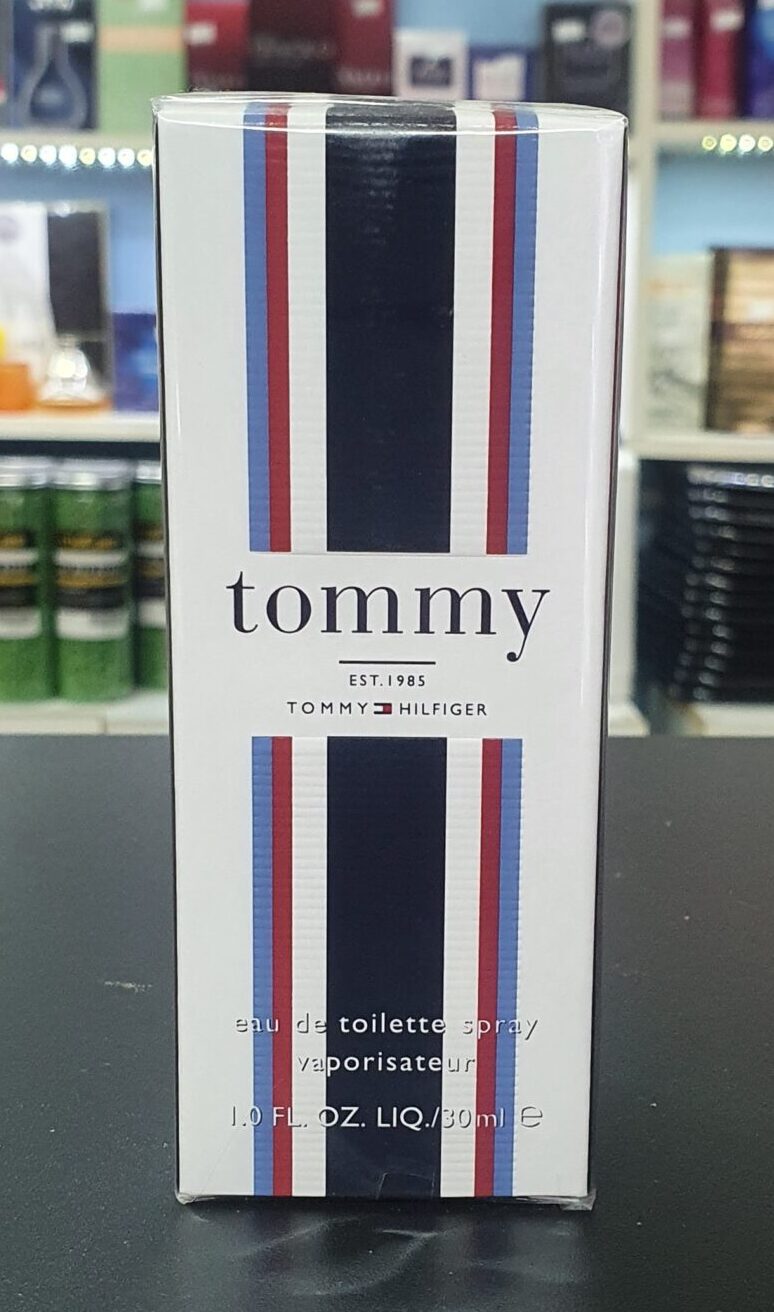 tommy
EST. 1985
TOMMY HILFIGER
eau de toilette spray
vaporisateur
1.0 FL. OZ. LIQ./30ml e